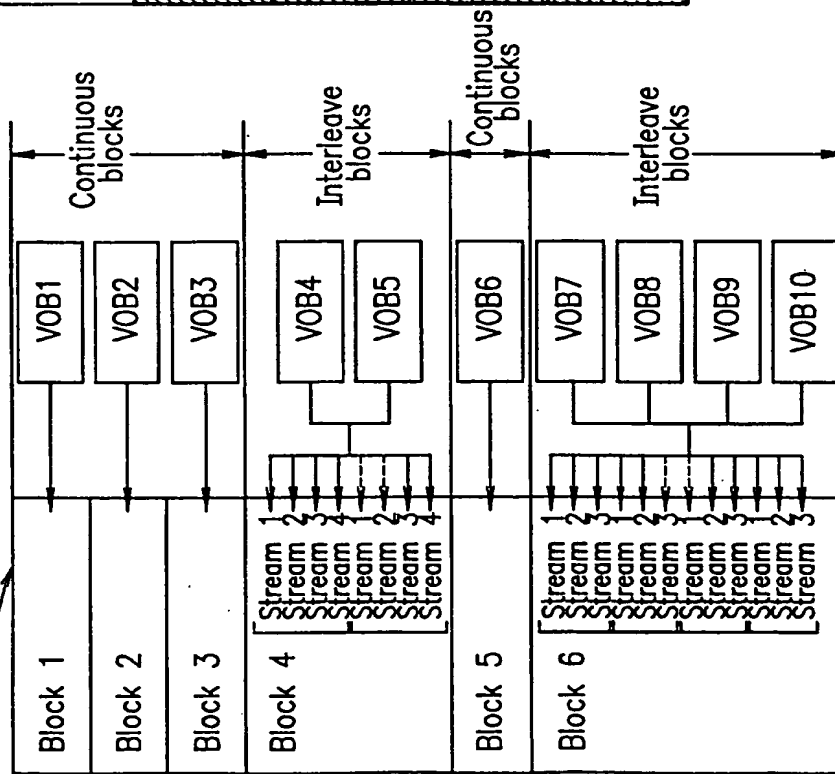 Block 1
VOB1
Continuous
blocks
Block 2
VOB2
Block 3
VOB3
Block 4
Stream 1
Stream 2
Stream 3
Stream 4
Stream 1
Stream 2
Stream 3
Stream 4
VOB4
VOB5
Interleave
blocks
Block 5
VOB6
Continuous
blocks
Block 6
Stream 1
Stream 2
Stream 3
Stream 1
Stream 2
Stream 3
Stream 1
Stream 2
Stream 3
Stream 1
Stream 2
Stream 3
VOB7
VOB8
VOB9
VOB10
Interleave
blocks